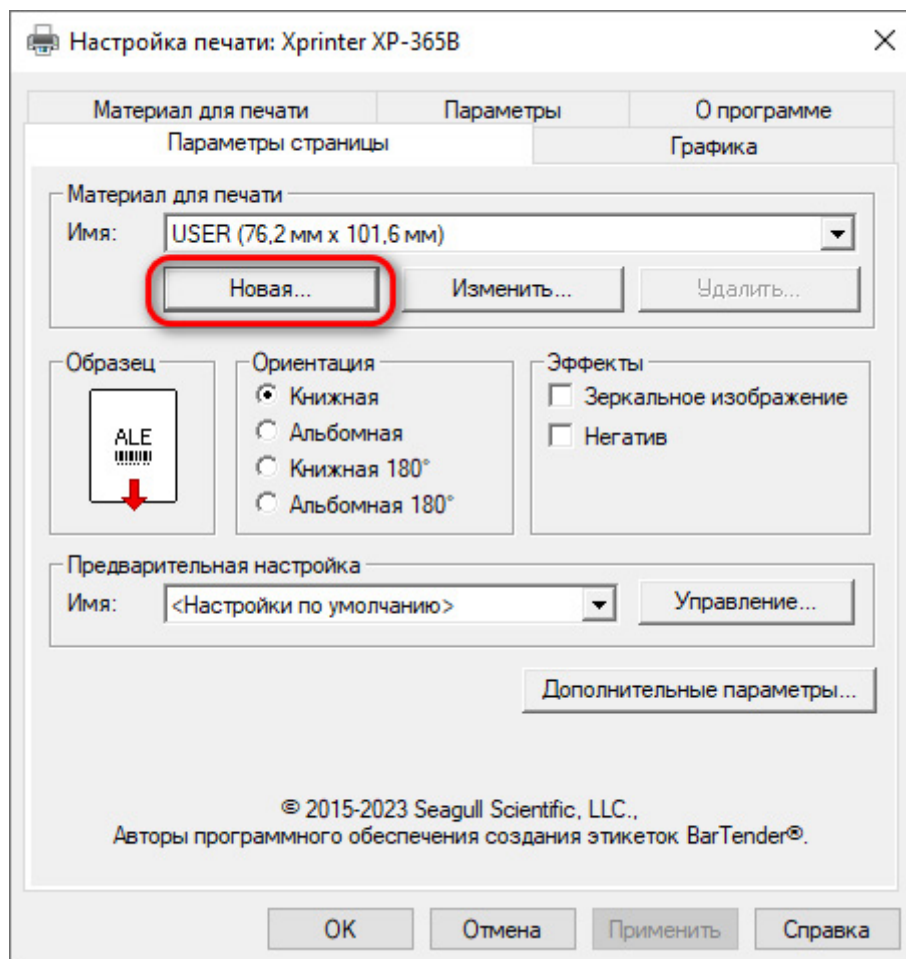 Настройка печати: Xprinter XP-365B
Материал для печати
Параметры
О программе
Параметры страницы
Графика
Материал для печати
Имя:
USER (76,2 мм x 101,6 мм)
Новая...
Изменить...
Удалить...
Образец
ALE
Ориентация
Книжная
Альбомная
Книжная 180°
Альбомная 180°
Эффекты
Зеркальное изображение
Негатив
Предварительная настройка
Имя:
<Настройки по умолчанию>
Управление...
Дополнительные параметры...
© 2015-2023 Seagull Scientific, LLC.,
Авторы программного обеспечения создания этикеток BarTender®.
OK
Отмена
Применить
Справка